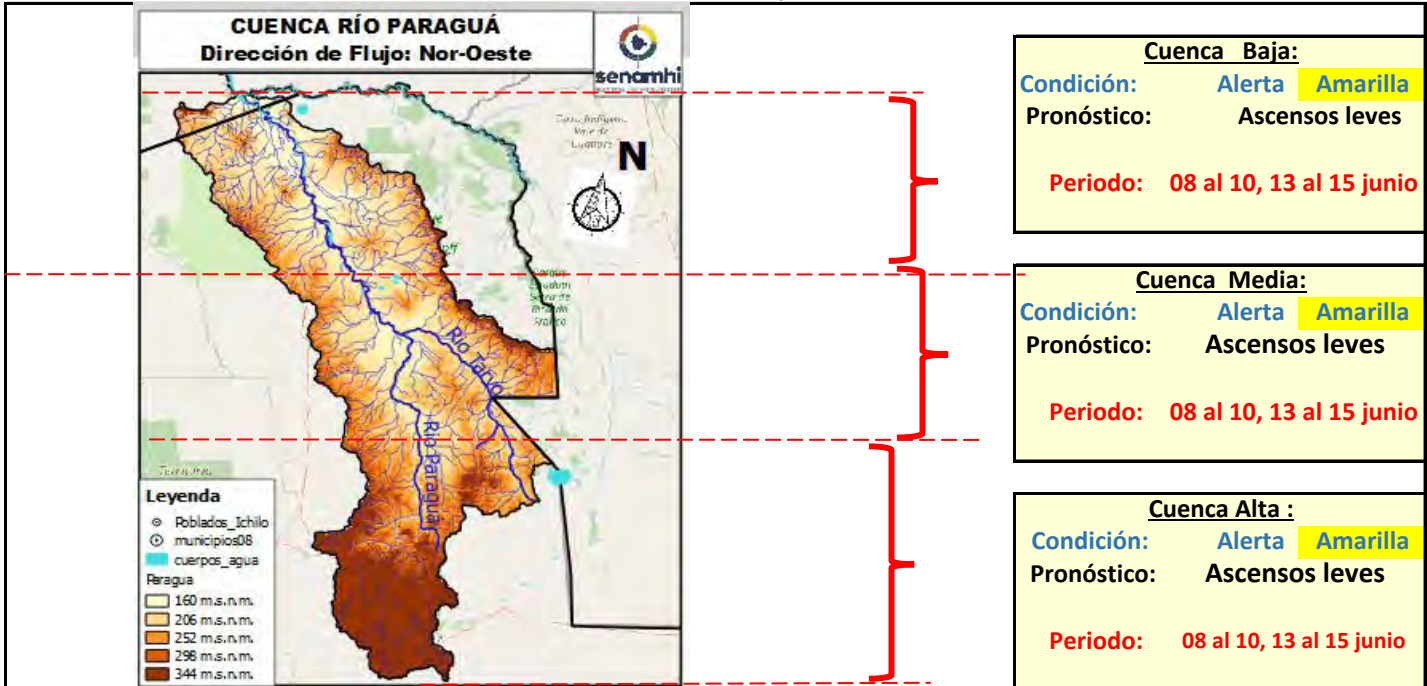 CUENCA RÍO PARAGUÁ
Dirección de Flujo: Nor-Oeste
senamhi
N
Río Tarvo
Río Paraguá
Leyenda
Poblados_Ichilo
municipios08
cuerpos_agua
Paragua
160 m.s.n.m.
206 m.s.n.m.
252 m.s.n.m.
298 m.s.n.m.
344 m.s.n.m.
Cuenca Baja:
Condición: Alerta Amarilla
Pronóstico: Ascensos leves
Periodo: 08 al 10, 13 al 15 junio
Cuenca Media:
Condición: Alerta Amarilla
Pronóstico: Ascensos leves
Periodo: 08 al 10, 13 al 15 junio
Cuenca Alta :
Condición: Alerta Amarilla
Pronóstico: Ascensos leves
Periodo: 08 al 10, 13 al 15 junio